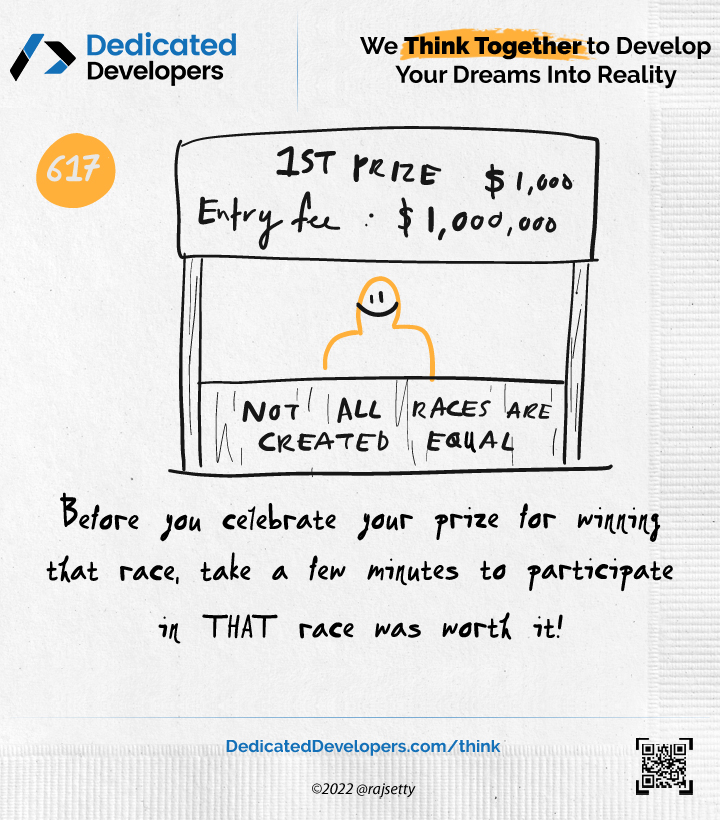 Dedicated
Developers
We Think Together to Develop
Your Dreams Into Reality
617
1ST PRIZE $1,000
Entry fee : $1,000,000
NOT ALL RACES ARE
CREATED EQUAL
Before you celebrate your prize for winning
that race, take a few minutes to participate
in THAT race was worth it!
DedicatedDevelopers.com/think
©2022 @rajsetty